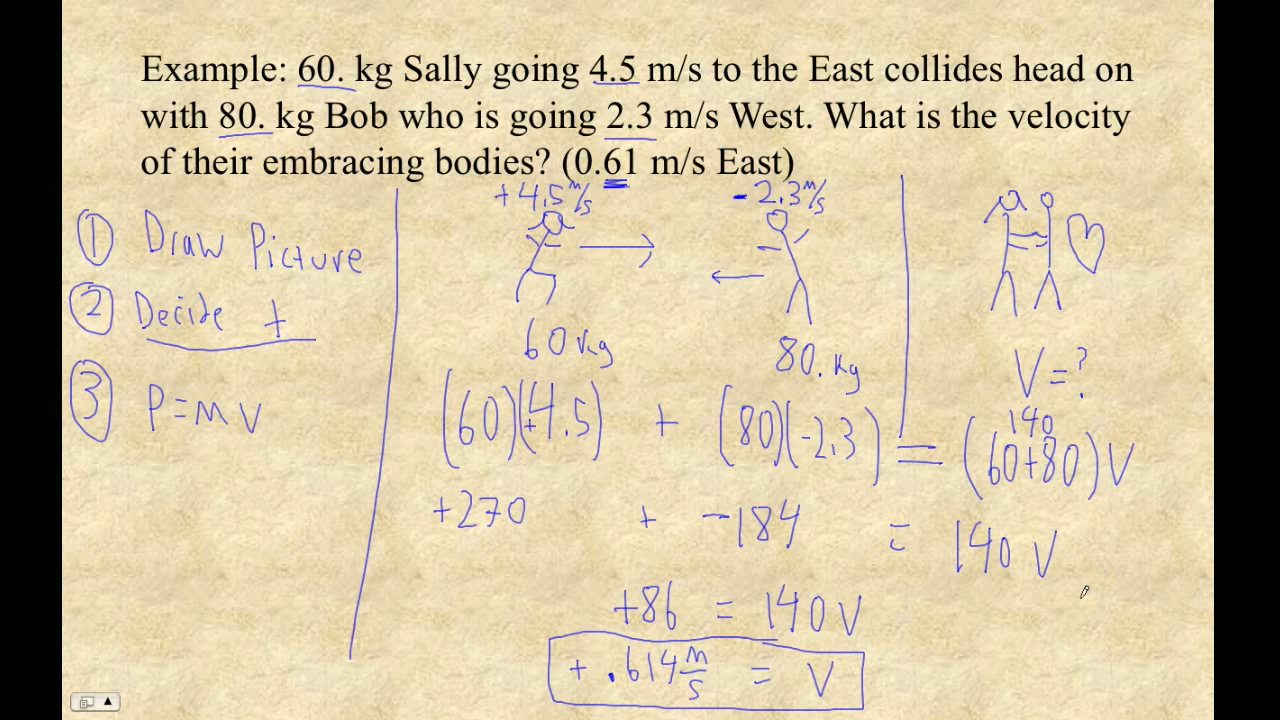 Example: 60. kg Sally going 4.5 m/s to the East collides head on
with 80. kg Bob who is going 2.3 m/s West. What is the velocity
of their embracing bodies? (0.61 m/s East)
① Draw Picture
② Decide +
③ P=mV
+4.5 m/s
-2.3 m/s
60 kg
80. kg
V=?
140
(60)(+4.5) + (80)(-2.3) = (60+80)V
+270 + -184 = 140 V
+86 = 140 V
+ .614 m/s = V